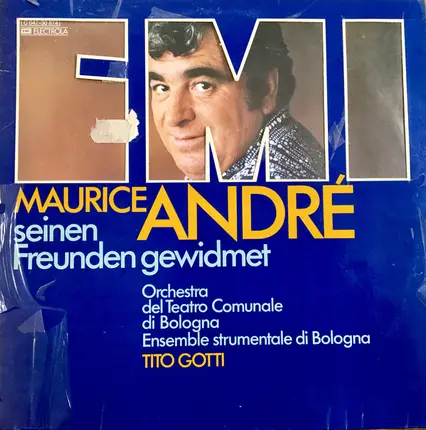 EMI
EMI ELECTROLA
MAURICE ANDRÉ
seinen
Freunden gewidmet
Orchestra
del Teatro Comunale
di Bologna
Ensemble strumentale di Bologna
TITO GOTTI